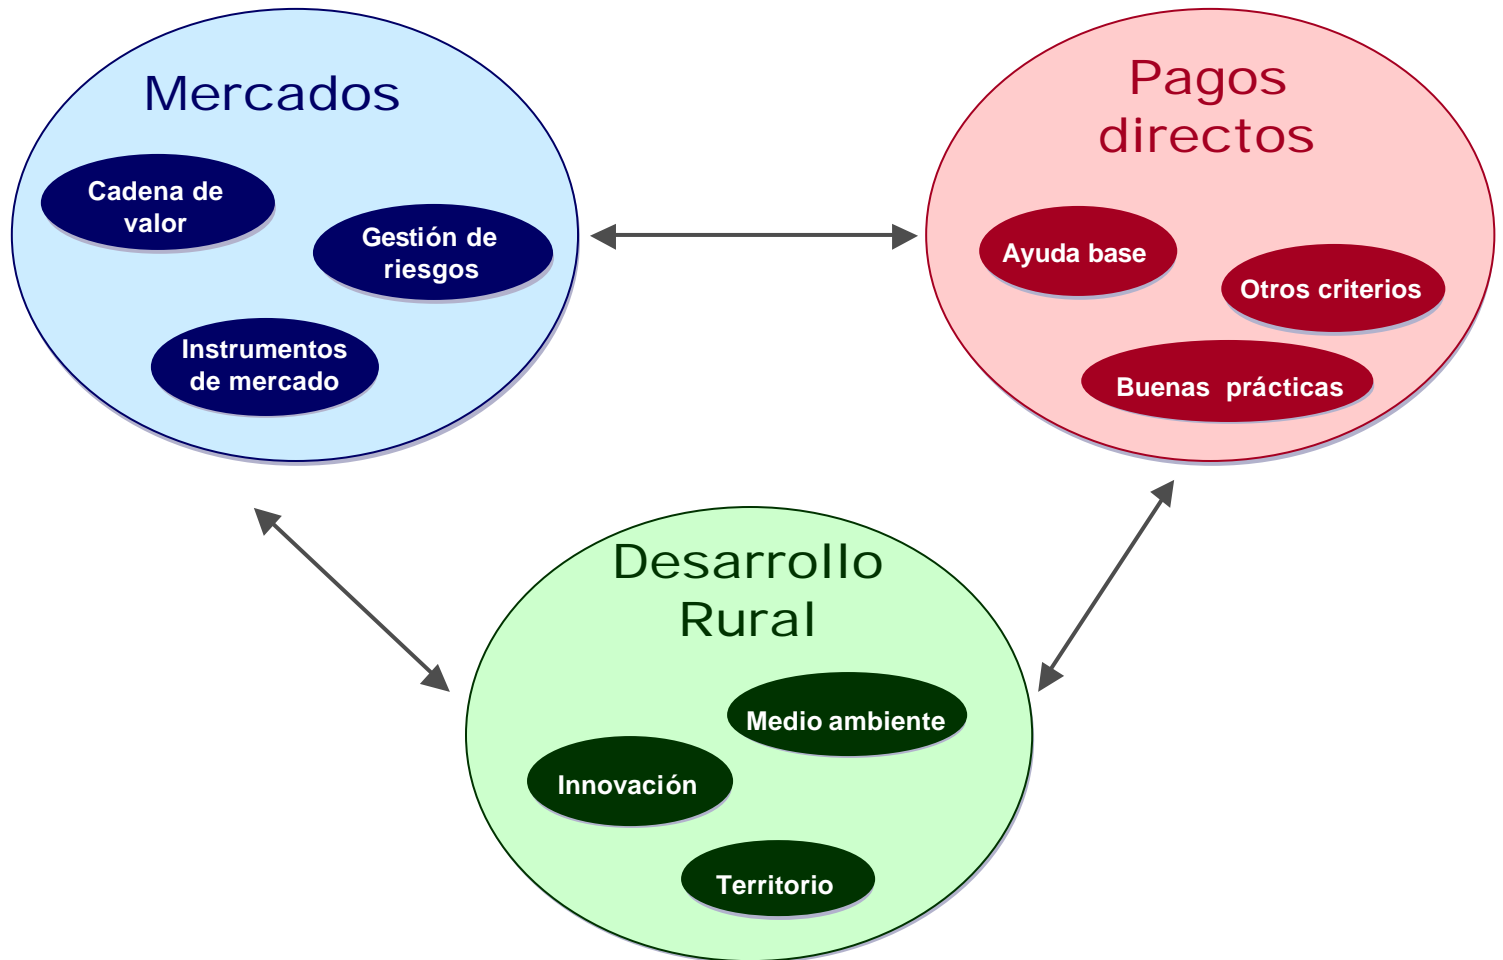 Mercados
Cadena de
valor
Gestión de
riesgos
Instrumentos
de mercado
Pagos
directos
Ayuda base
Otros criterios
Buenas prácticas
Desarrollo
Rural
Medio ambiente
Innovación
Territorio